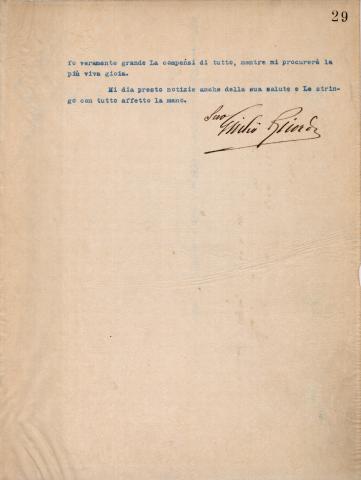 29
fo veramente grande La compensi di tutto, mentre mi procurerà la
più viva gioia.
Mi dia presto notizie anche della sua salute e Le strin-
go con tutto affetto la mano.
Suo
Giulio Ricordi